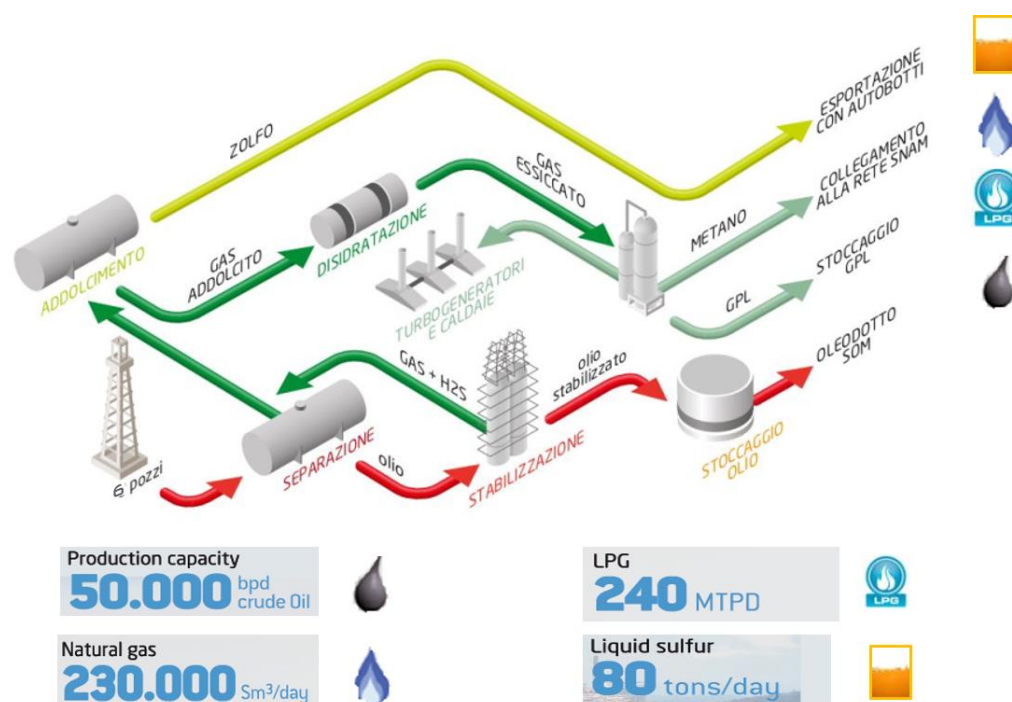 ZOLFO
ESPORTAZIONE
CON AUTOBOTTI
GAS
ESSICCATO
COLLEGAMENTO
ALLA RETE SNAM
LPG
ADDOLCIMENTO
GAS
ADDOLCITO
DISIDRATAZIONE
METANO
TURBOGENERATORI
E CALDAIE
STOCCAGGIO
GPL
GPL
GAS + H2S
olio
stabilizzato
OLEODOTTO
SOM
6 pozzi
SEPARAZIONE
olio
STABILIZZAZIONE
STOCCAGGIO
OLIO
Production capacity
50.000 bpd
crude Oil
LPG
240 MTPD
LPG
Natural gas
230.000 Sm³/day
Liquid sulfur
80 tons/day